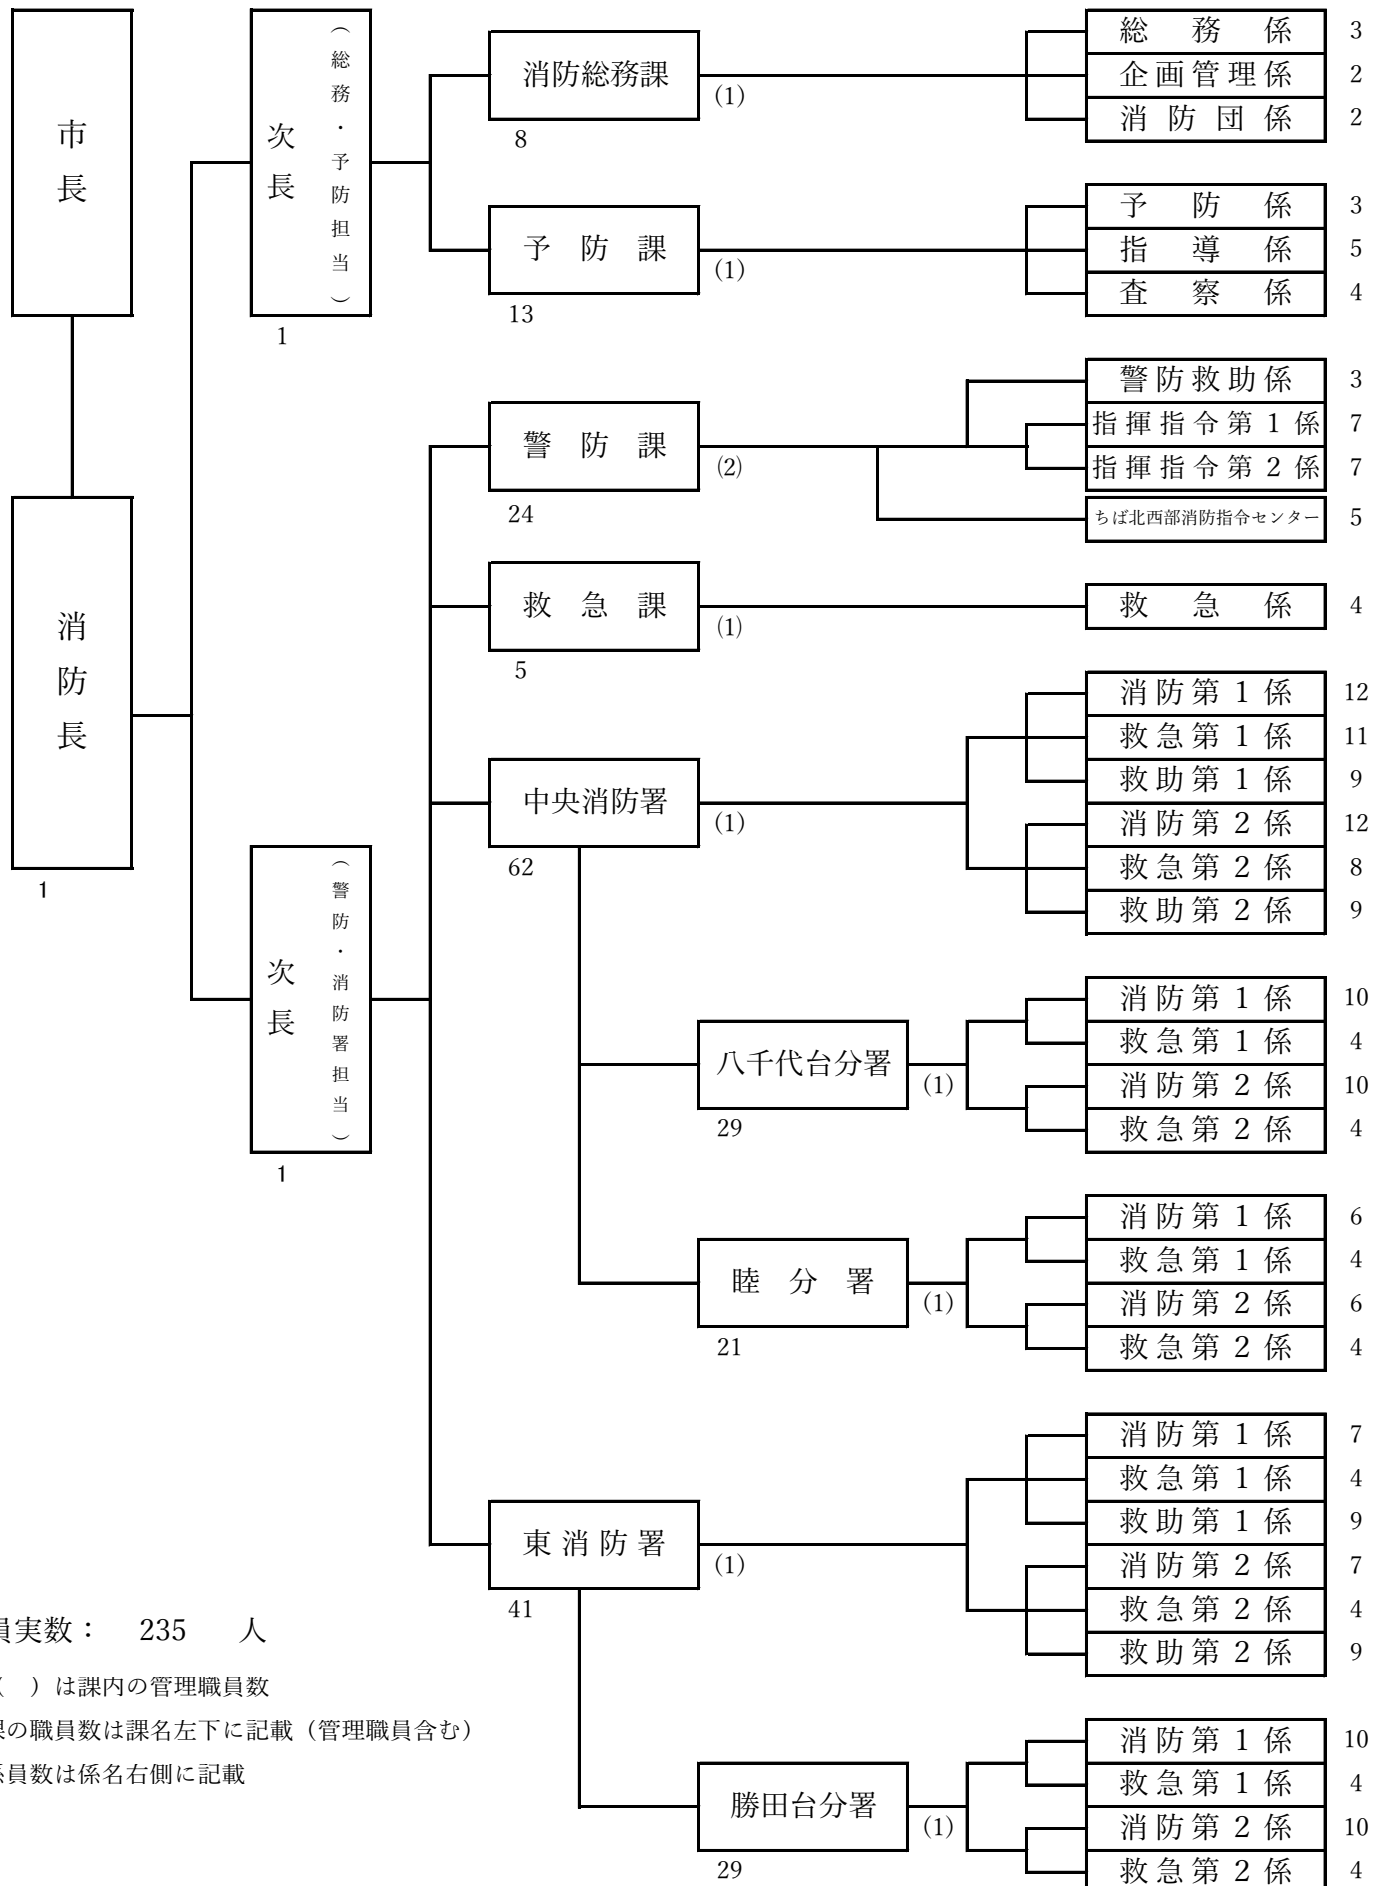 市長
消防長
1
次長
（総務・予防担当）
1
次長
（警防・消防署担当）
1
消防総務課
(1)
8
総務係 3
企画管理係 2
消防団係 2
予防課
(1)
13
予防係 3
指導係 5
査察係 4
警防課
(2)
24
警防救助係 3
指揮指令第1係 7
指揮指令第2係 7
ちば北西部消防指令センター 5
救急課
(1)
5
救急係 4
中央消防署
(1)
62
消防第1係 12
救急第1係 11
救助第1係 9
消防第2係 12
救急第2係 8
救助第2係 9
八千代台分署
(1)
29
消防第1係 10
救急第1係 4
消防第2係 10
救急第2係 4
睦分署
(1)
21
消防第1係 6
救急第1係 4
消防第2係 6
救急第2係 4
東消防署
(1)
41
消防第1係 7
救急第1係 4
救助第1係 9
消防第2係 7
救急第2係 4
救助第2係 9
勝田台分署
(1)
29
消防第1係 10
救急第1係 4
消防第2係 10
救急第2係 4
員実数： 235 人
（ ）は課内の管理職員数
課の職員数は課名左下に記載（管理職員含む）
係員数は係名右側に記載